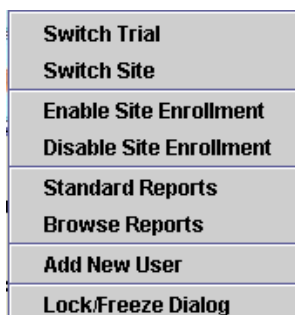 Switch Trial
Switch Site
Enable Site Enrollment
Disable Site Enrollment
Standard Reports
Browse Reports
Add New User
Lock/Freeze Dialog